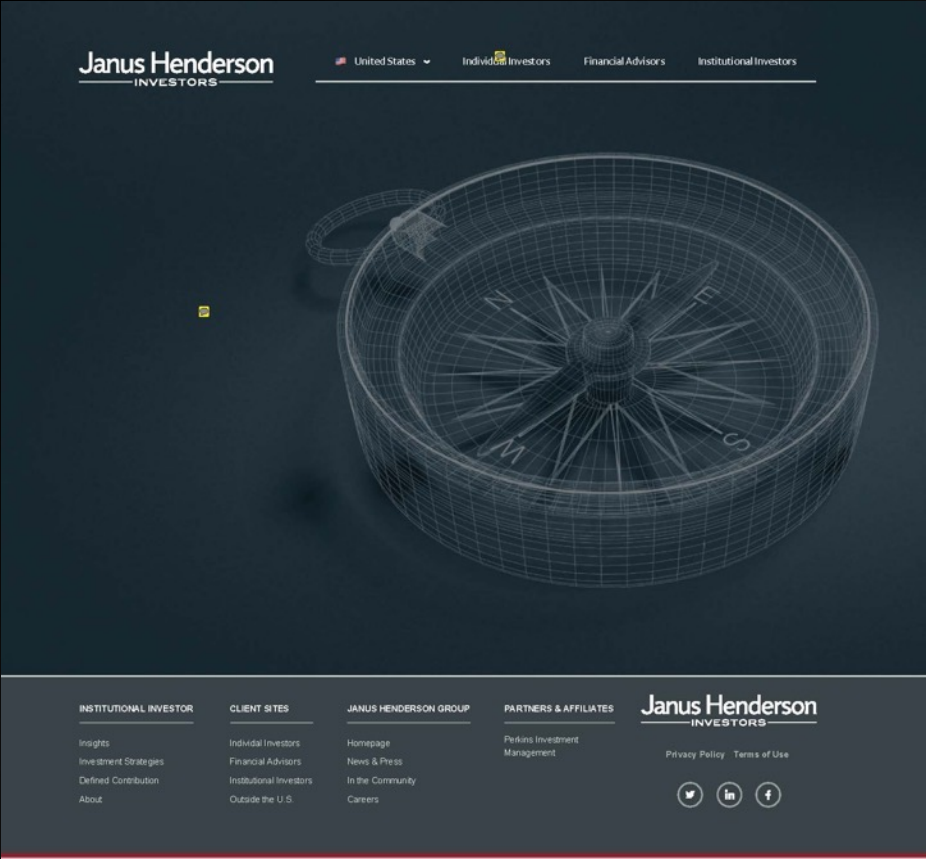 Janus Henderson
INVESTORS
United States
Individual Investors
Financial Advisors
Institutional Investors
N
E
W
S
INSTITUTIONAL INVESTOR
Insights
Investment Strategies
Defined Contribution
About
CLIENT SITES
Individal Investors
Financial Advisors
Institutional Investors
Outside the U.S.
JANUS HENDERSON GROUP
Homepage
News & Press
In the Community
Careers
PARTNERS & AFFILIATES
Perkins Investment
Management
Janus Henderson
INVESTORS
Privacy Policy Terms of Use